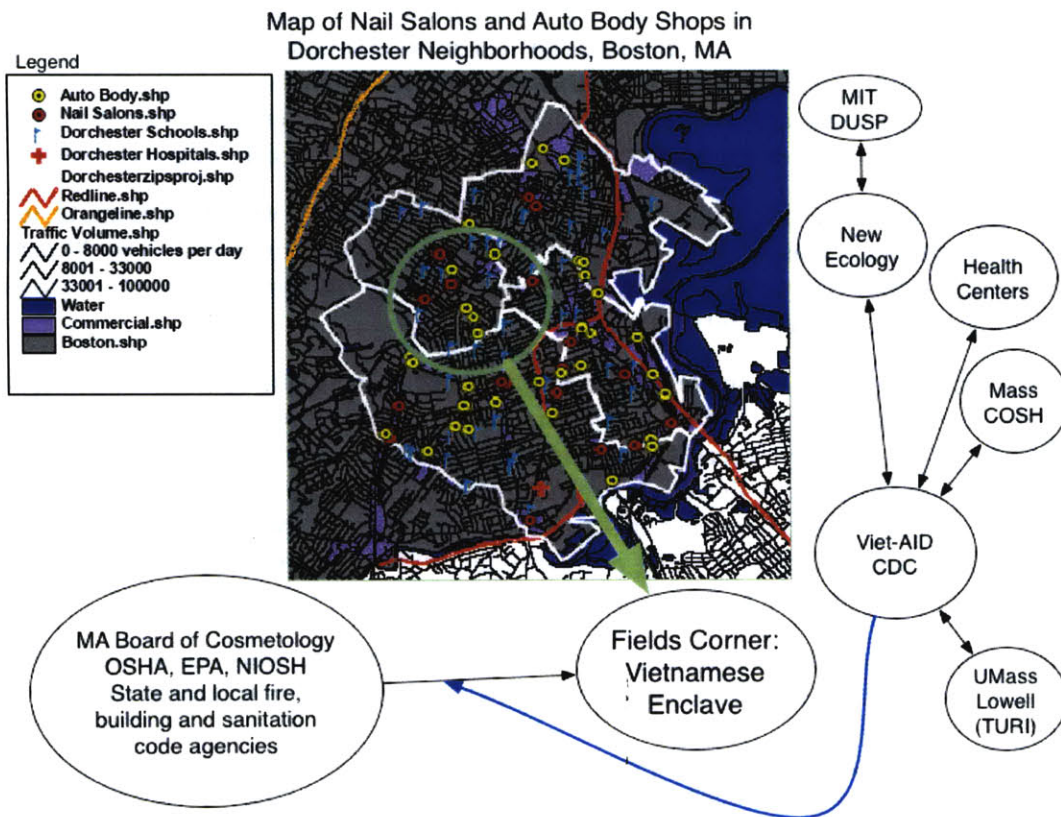 Map of Nail Salons and Auto Body Shops in
Dorchester Neighborhoods, Boston, MA
Legend
Auto Body.shp
Nail Salons.shp
Dorchester Schools.shp
Dorchester Hospitals.shp
Dorchesterzipsproj.shp
Redline.shp
Orangeline.shp
Traffic Volume.shp
0 - 8000 vehicles per day
8001 - 33000
33001 - 100000
Water
Commercial.shp
Boston.shp
MIT
DUSP
New
Ecology
Health
Centers
Mass
COSH
Viet-AID
CDC
UMass
Lowell
(TURI)
MA Board of Cosmetology
OSHA, EPA, NIOSH
State and local fire,
building and sanitation
code agencies
Fields Corner:
Vietnamese
Enclave